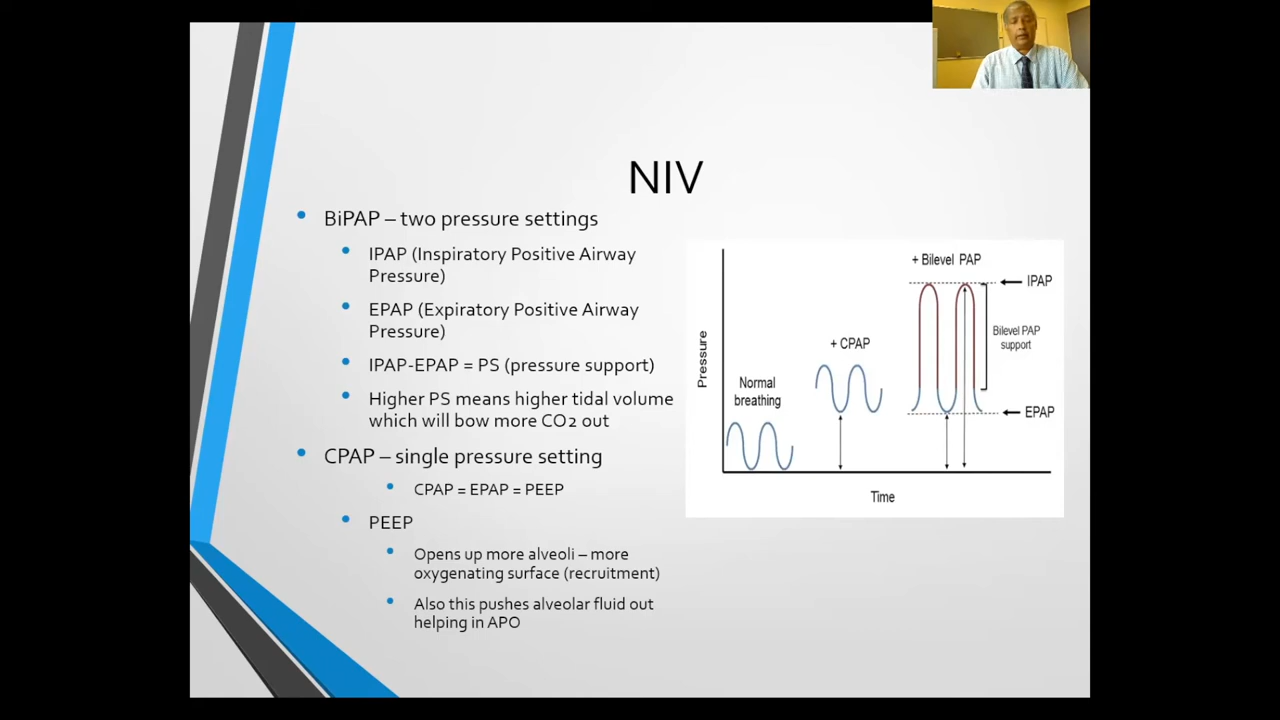 NIV
BiPAP – two pressure settings
IPAP (Inspiratory Positive Airway
Pressure)
EPAP (Expiratory Positive Airway
Pressure)
IPAP-EPAP = PS (pressure support)
Higher PS means higher tidal volume
which will bow more CO2 out
CPAP – single pressure setting
CPAP = EPAP = PEEP
PEEP
Opens up more alveoli – more
oxygenating surface (recruitment)
Also this pushes alveolar fluid out
helping in APO
Pressure
Normal
breathing
+ CPAP
+ Bilevel PAP
IPAP
Bilevel PAP
support
EPAP
Time